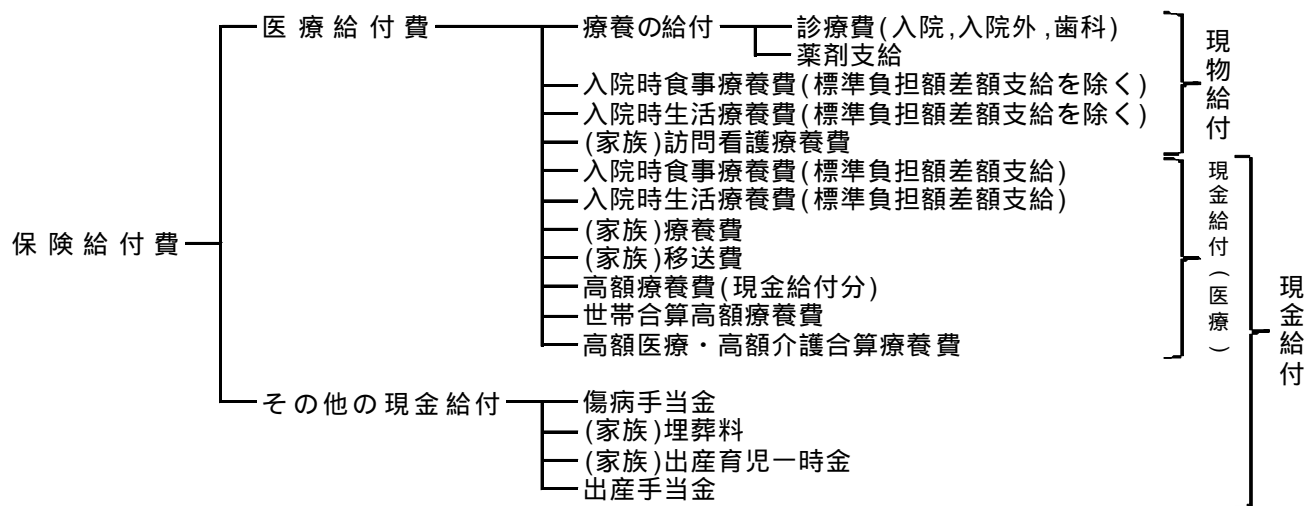 保険給付費
医療給付費
療養の給付
診療費(入院,入院外,歯科)
薬剤支給
入院時食事療養費(標準負担額差額支給を除く)
入院時生活療養費(標準負担額差額支給を除く)
(家族)訪問看護療養費
入院時食事療養費(標準負担額差額支給)
入院時生活療養費(標準負担額差額支給)
(家族)療養費
(家族)移送費
高額療養費(現金給付分)
世帯合算高額療養費
高額医療・高額介護合算療養費
その他の現金給付
傷病手当金
(家族)埋葬料
(家族)出産育児一時金
出産手当金
現物給付
現金給付(医療)
現金給付